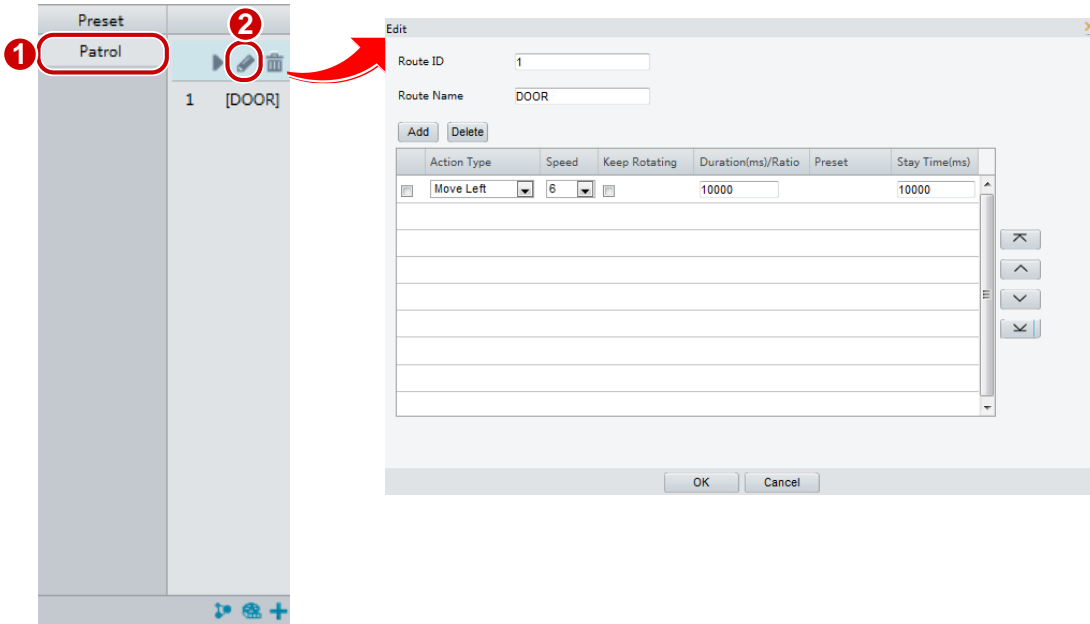 Preset
2
1
Patrol
1 [DOOR]
Edit
Route ID 1
Route Name DOOR
Add Delete
Action Type Speed Keep Rotating Duration(ms)/Ratio Preset Stay Time(ms)
Move Left 6 10000 10000
OK Cancel